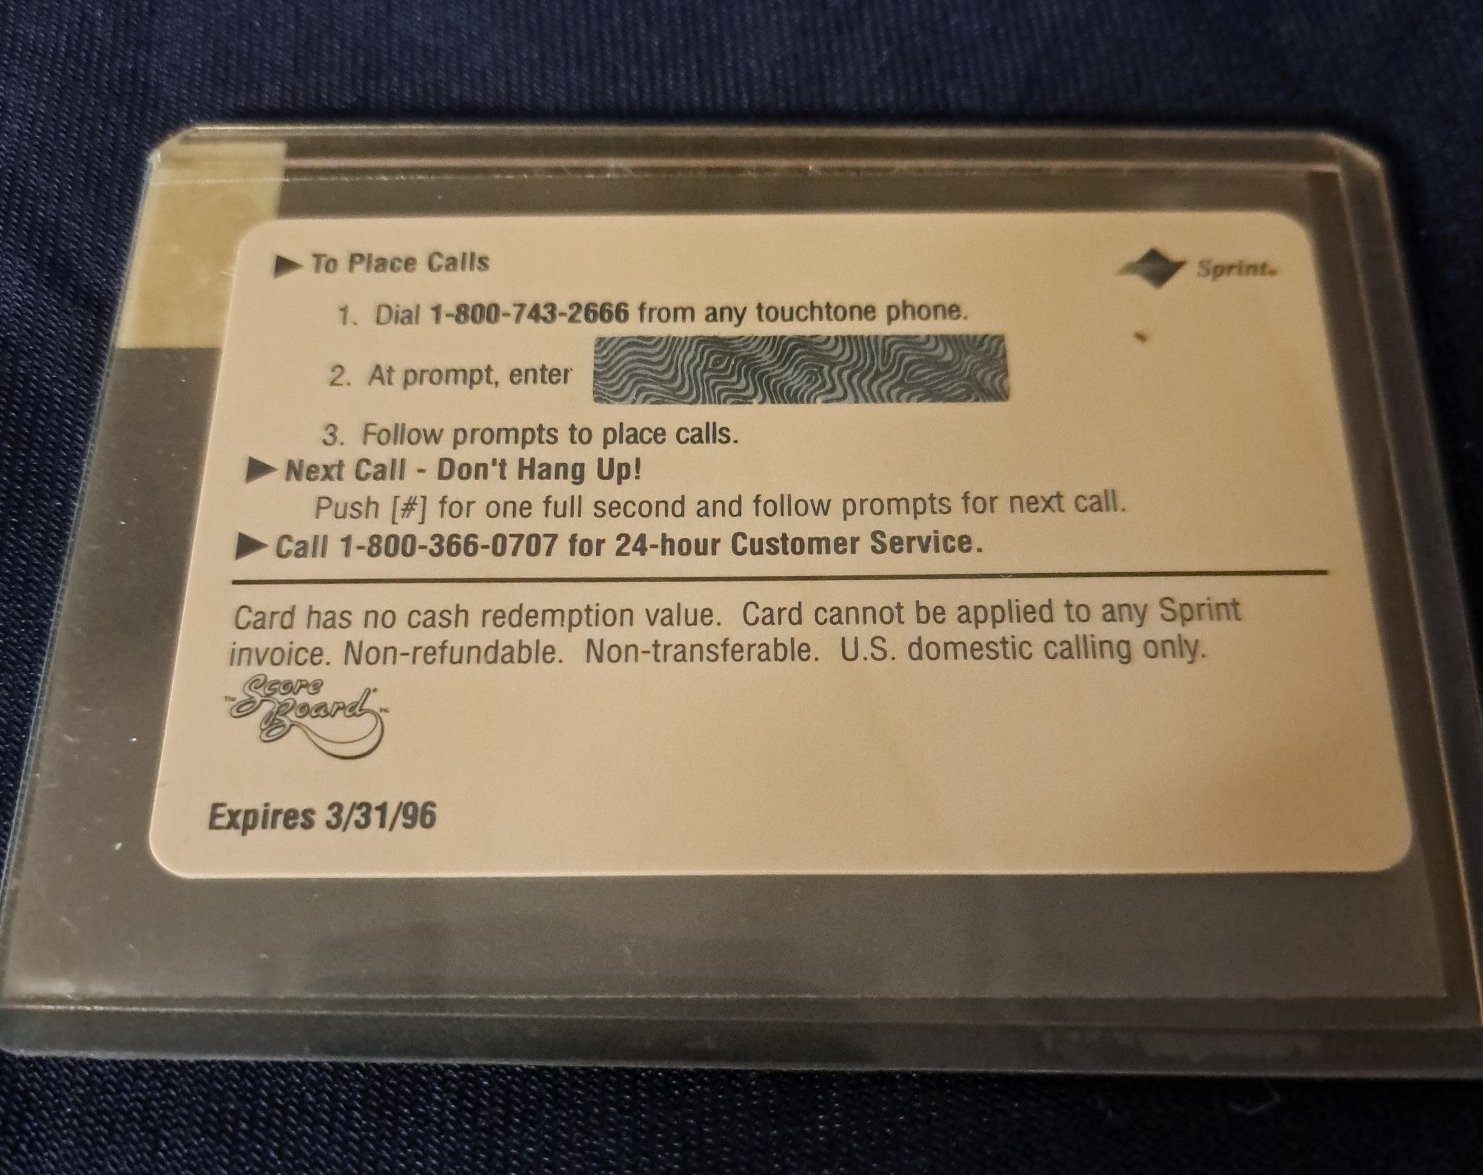 To Place Calls
Sprint®
1. Dial 1-800-743-2666 from any touchtone phone.
2. At prompt, enter
3. Follow prompts to place calls.
Next Call - Don't Hang Up!
Push [#] for one full second and follow prompts for next call.
Call 1-800-366-0707 for 24-hour Customer Service.
Card has no cash redemption value. Card cannot be applied to any Sprint
invoice. Non-refundable. Non-transferable. U.S. domestic calling only.
Score
Board
Expires 3/31/96